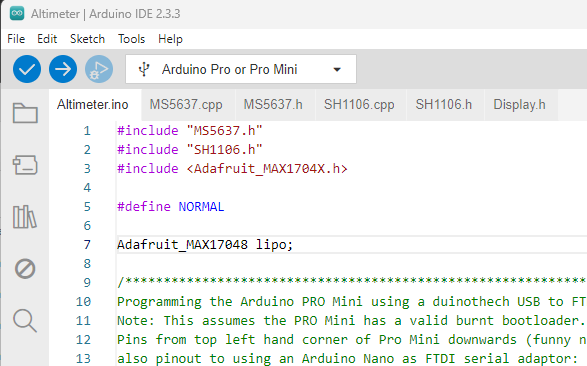 Altimeter | Arduino IDE 2.3.3
File Edit Sketch Tools Help
Arduino Pro or Pro Mini
Altimeter.ino MS5637.cpp MS5637.h SH1106.cpp SH1106.h Display.h
1 #include "MS5637.h"
2 #include "SH1106.h"
3 #include <Adafruit_MAX1704X.h>
4
5 #define NORMAL
6
7 Adafruit_MAX17048 lipo;
8
9 /************************************************************
10 Programming the Arduino PRO Mini using a duinothech USB to FT
11 Note: This assumes the PRO Mini has a valid burnt bootloader.
12 Pins from top left hand corner of Pro Mini downwards (funny n
13 also pinout to using an Arduino Nano as FTDI serial adaptor: